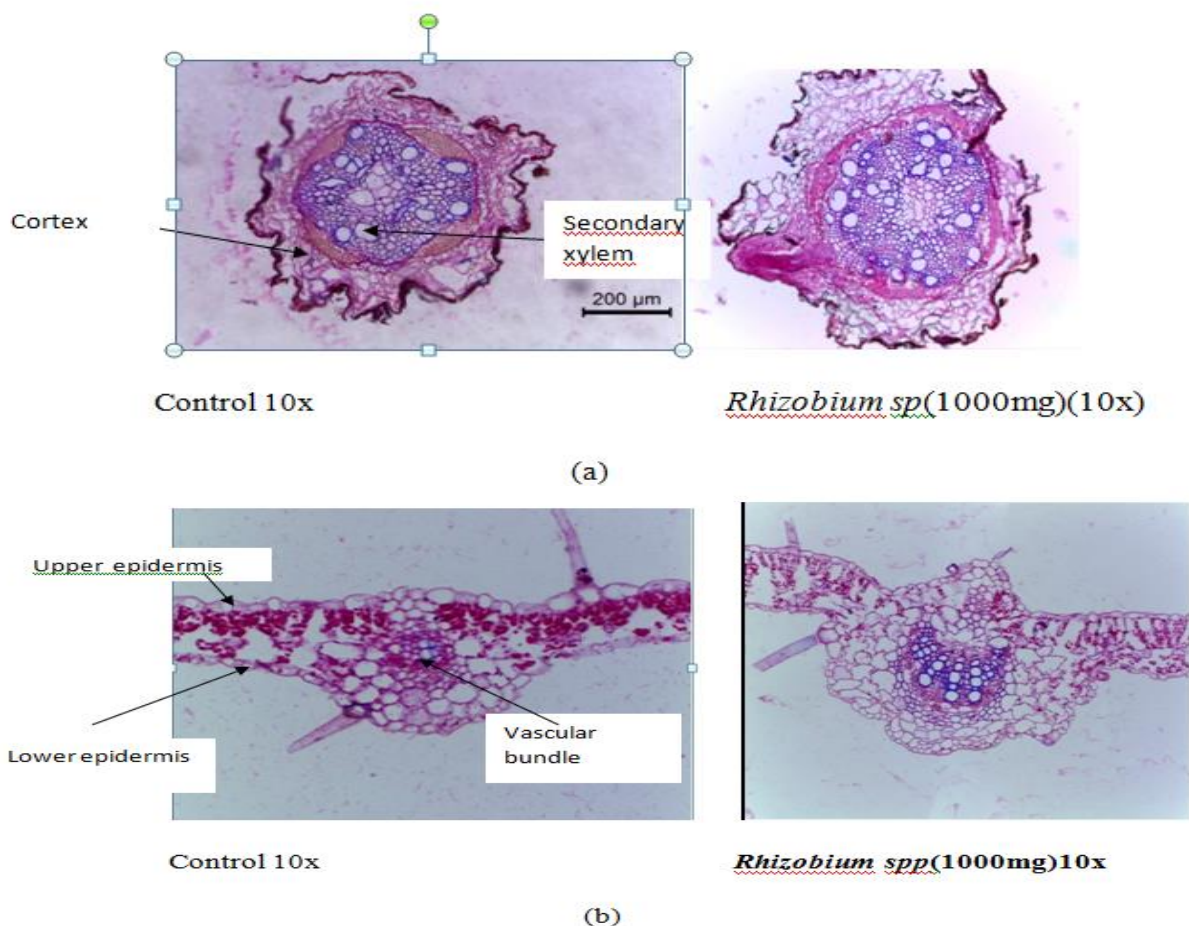 Cortex
Secondary
xylem
200 µm
Control 10x
Rhizobium sp(1000mg)(10x)
(a)
Upper epidermis
Lower epidermis
Vascular
bundle
Control 10x
Rhizobium spp(1000mg)10x
(b)